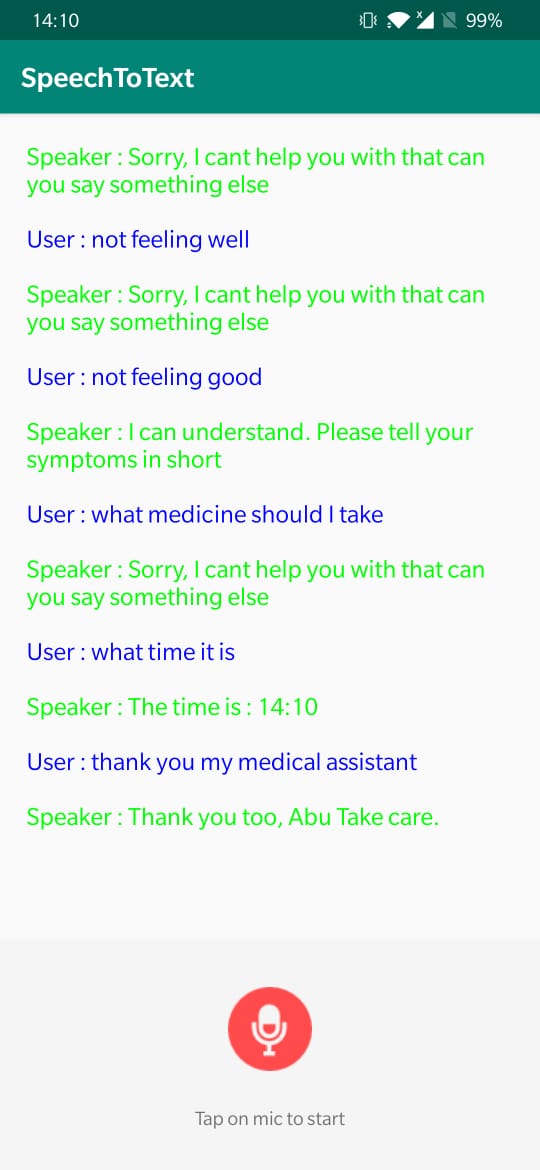 14:10
99%
SpeechToText
Speaker : Sorry, I cant help you with that can
you say something else
User : not feeling well
Speaker : Sorry, I cant help you with that can
you say something else
User : not feeling good
Speaker : I can understand. Please tell your
symptoms in short
User : what medicine should I take
Speaker : Sorry, I cant help you with that can
you say something else
User : what time it is
Speaker : The time is : 14:10
User : thank you my medical assistant
Speaker : Thank you too, Abu Take care.
Tap on mic to start